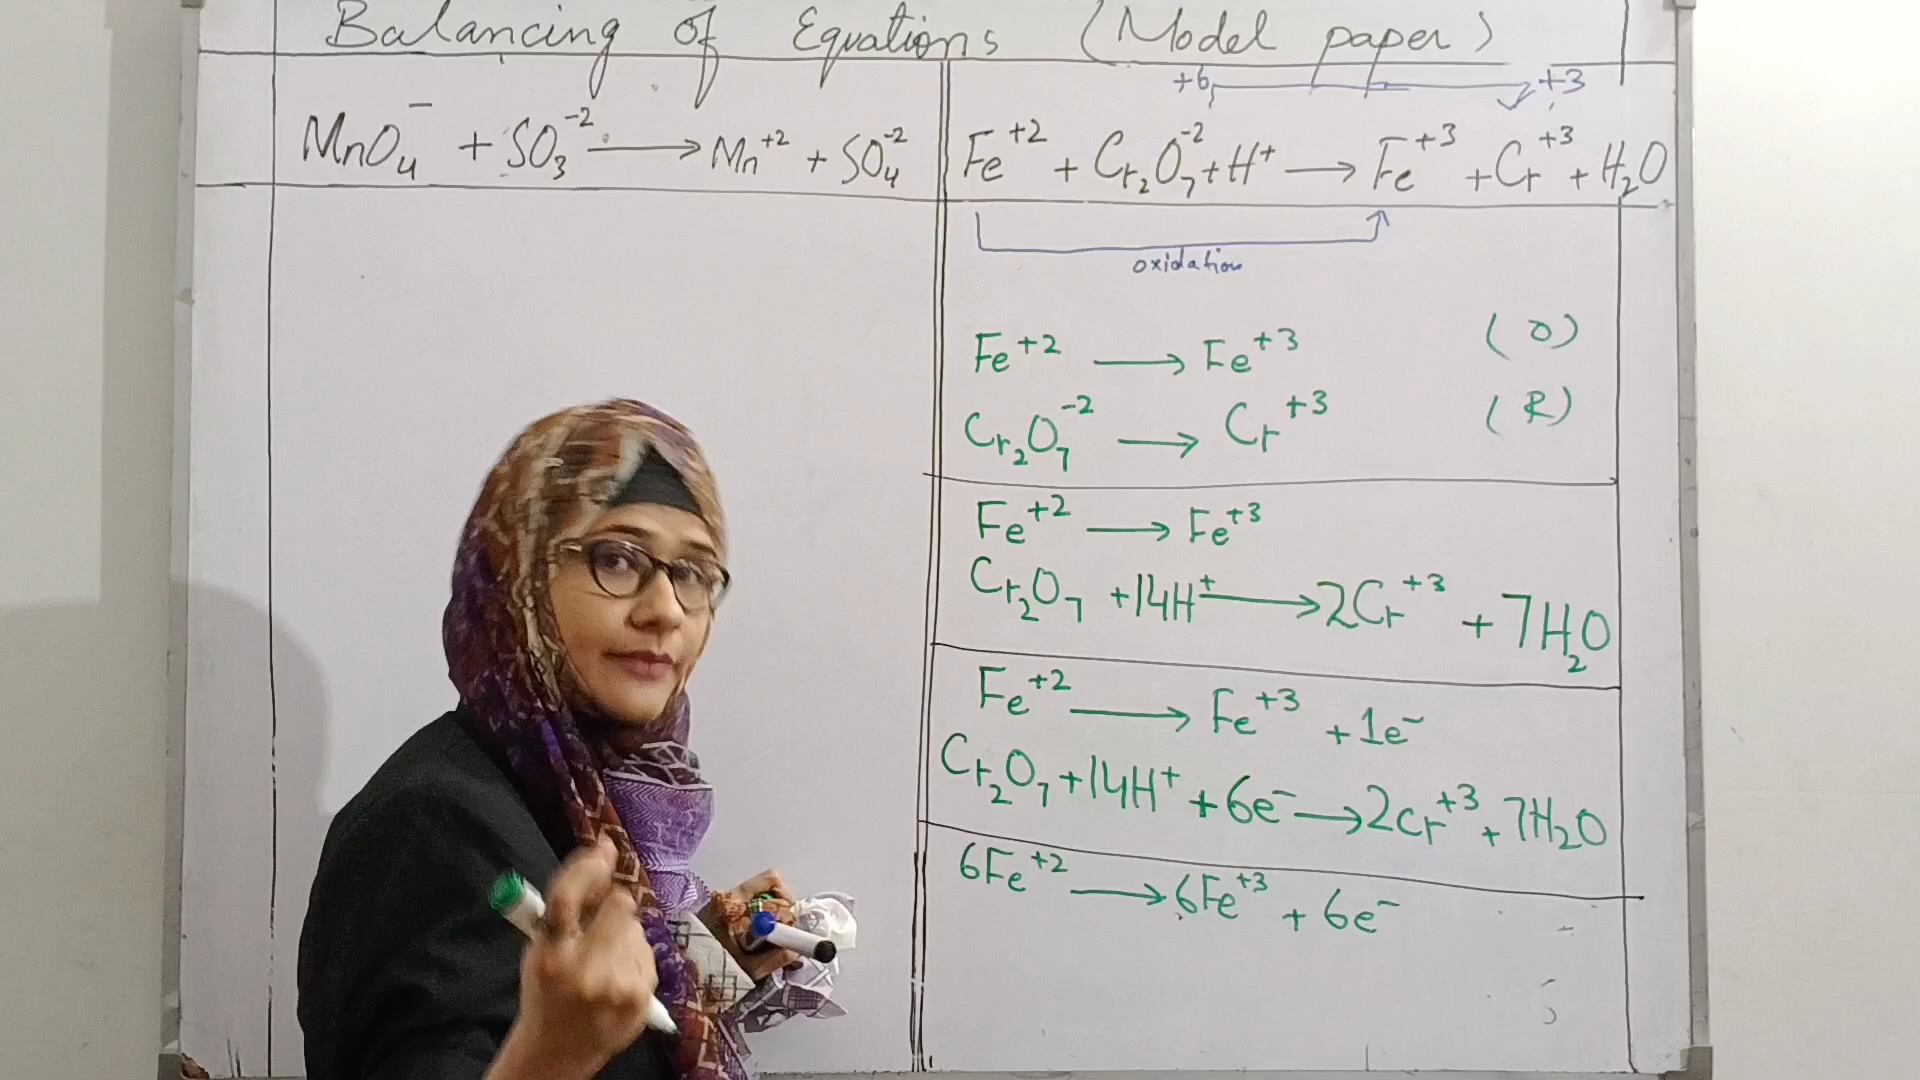 Balancing of Equations (Model paper)
MnO₄⁻ + SO₃⁻² ⟶ Mn⁺² + SO₄⁻²
+6 +3
Fe⁺² + Cr₂O₇⁻² + H⁺ ⟶ Fe⁺³ + Cr⁺³ + H₂O
oxidation
Fe⁺² ⟶ Fe⁺³ (O)
Cr₂O₇⁻² ⟶ Cr⁺³ (R)
Fe⁺² ⟶ Fe⁺³
Cr₂O₇ + 14H⁺ ⟶ 2Cr⁺³ + 7H₂O
Fe⁺² ⟶ Fe⁺³ + 1e⁻
Cr₂O₇ + 14H⁺ + 6e⁻ ⟶ 2cr⁺³ + 7H₂O
6Fe⁺² ⟶ 6Fe⁺³ + 6e⁻